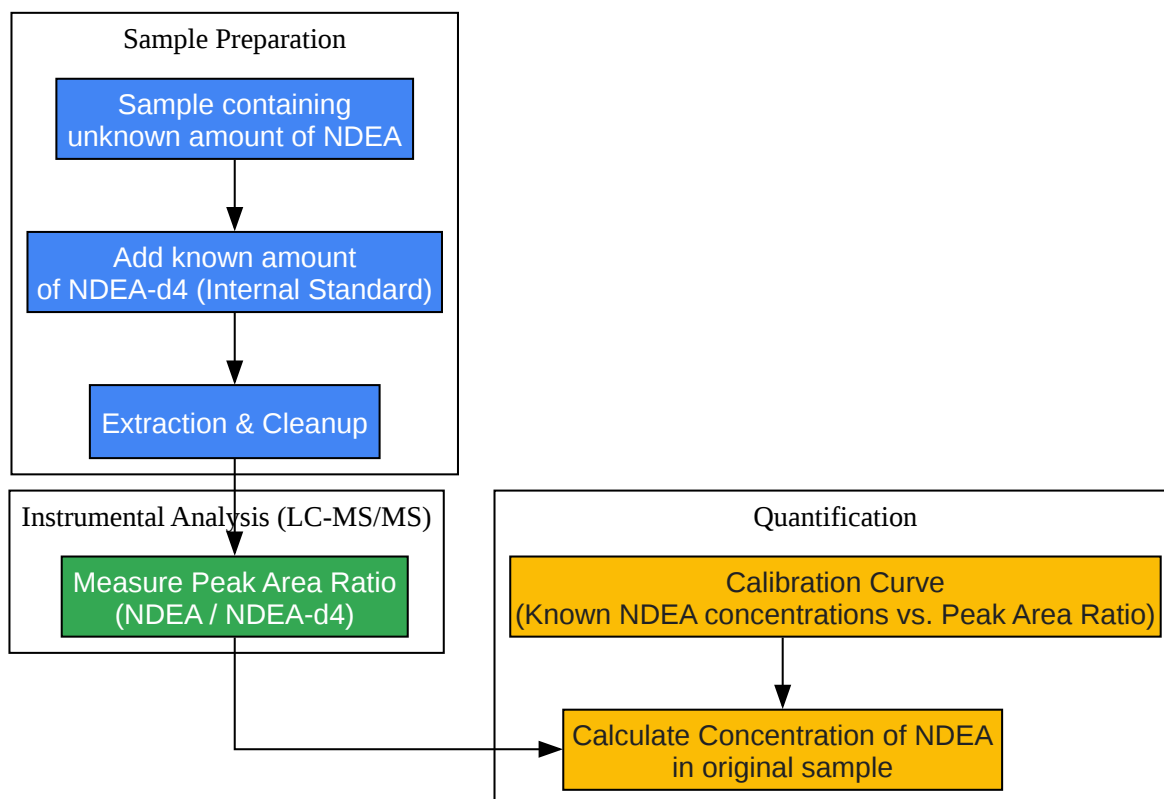 Sample Preparation
Sample containing
unknown amount of NDEA
Add known amount
of NDEA-d4 (Internal Standard)
Extraction & Cleanup
Instrumental Analysis (LC-MS/MS)
Measure Peak Area Ratio
(NDEA / NDEA-d4)
Quantification
Calibration Curve
(Known NDEA concentrations vs. Peak Area Ratio)
Calculate Concentration of NDEA
in original sample